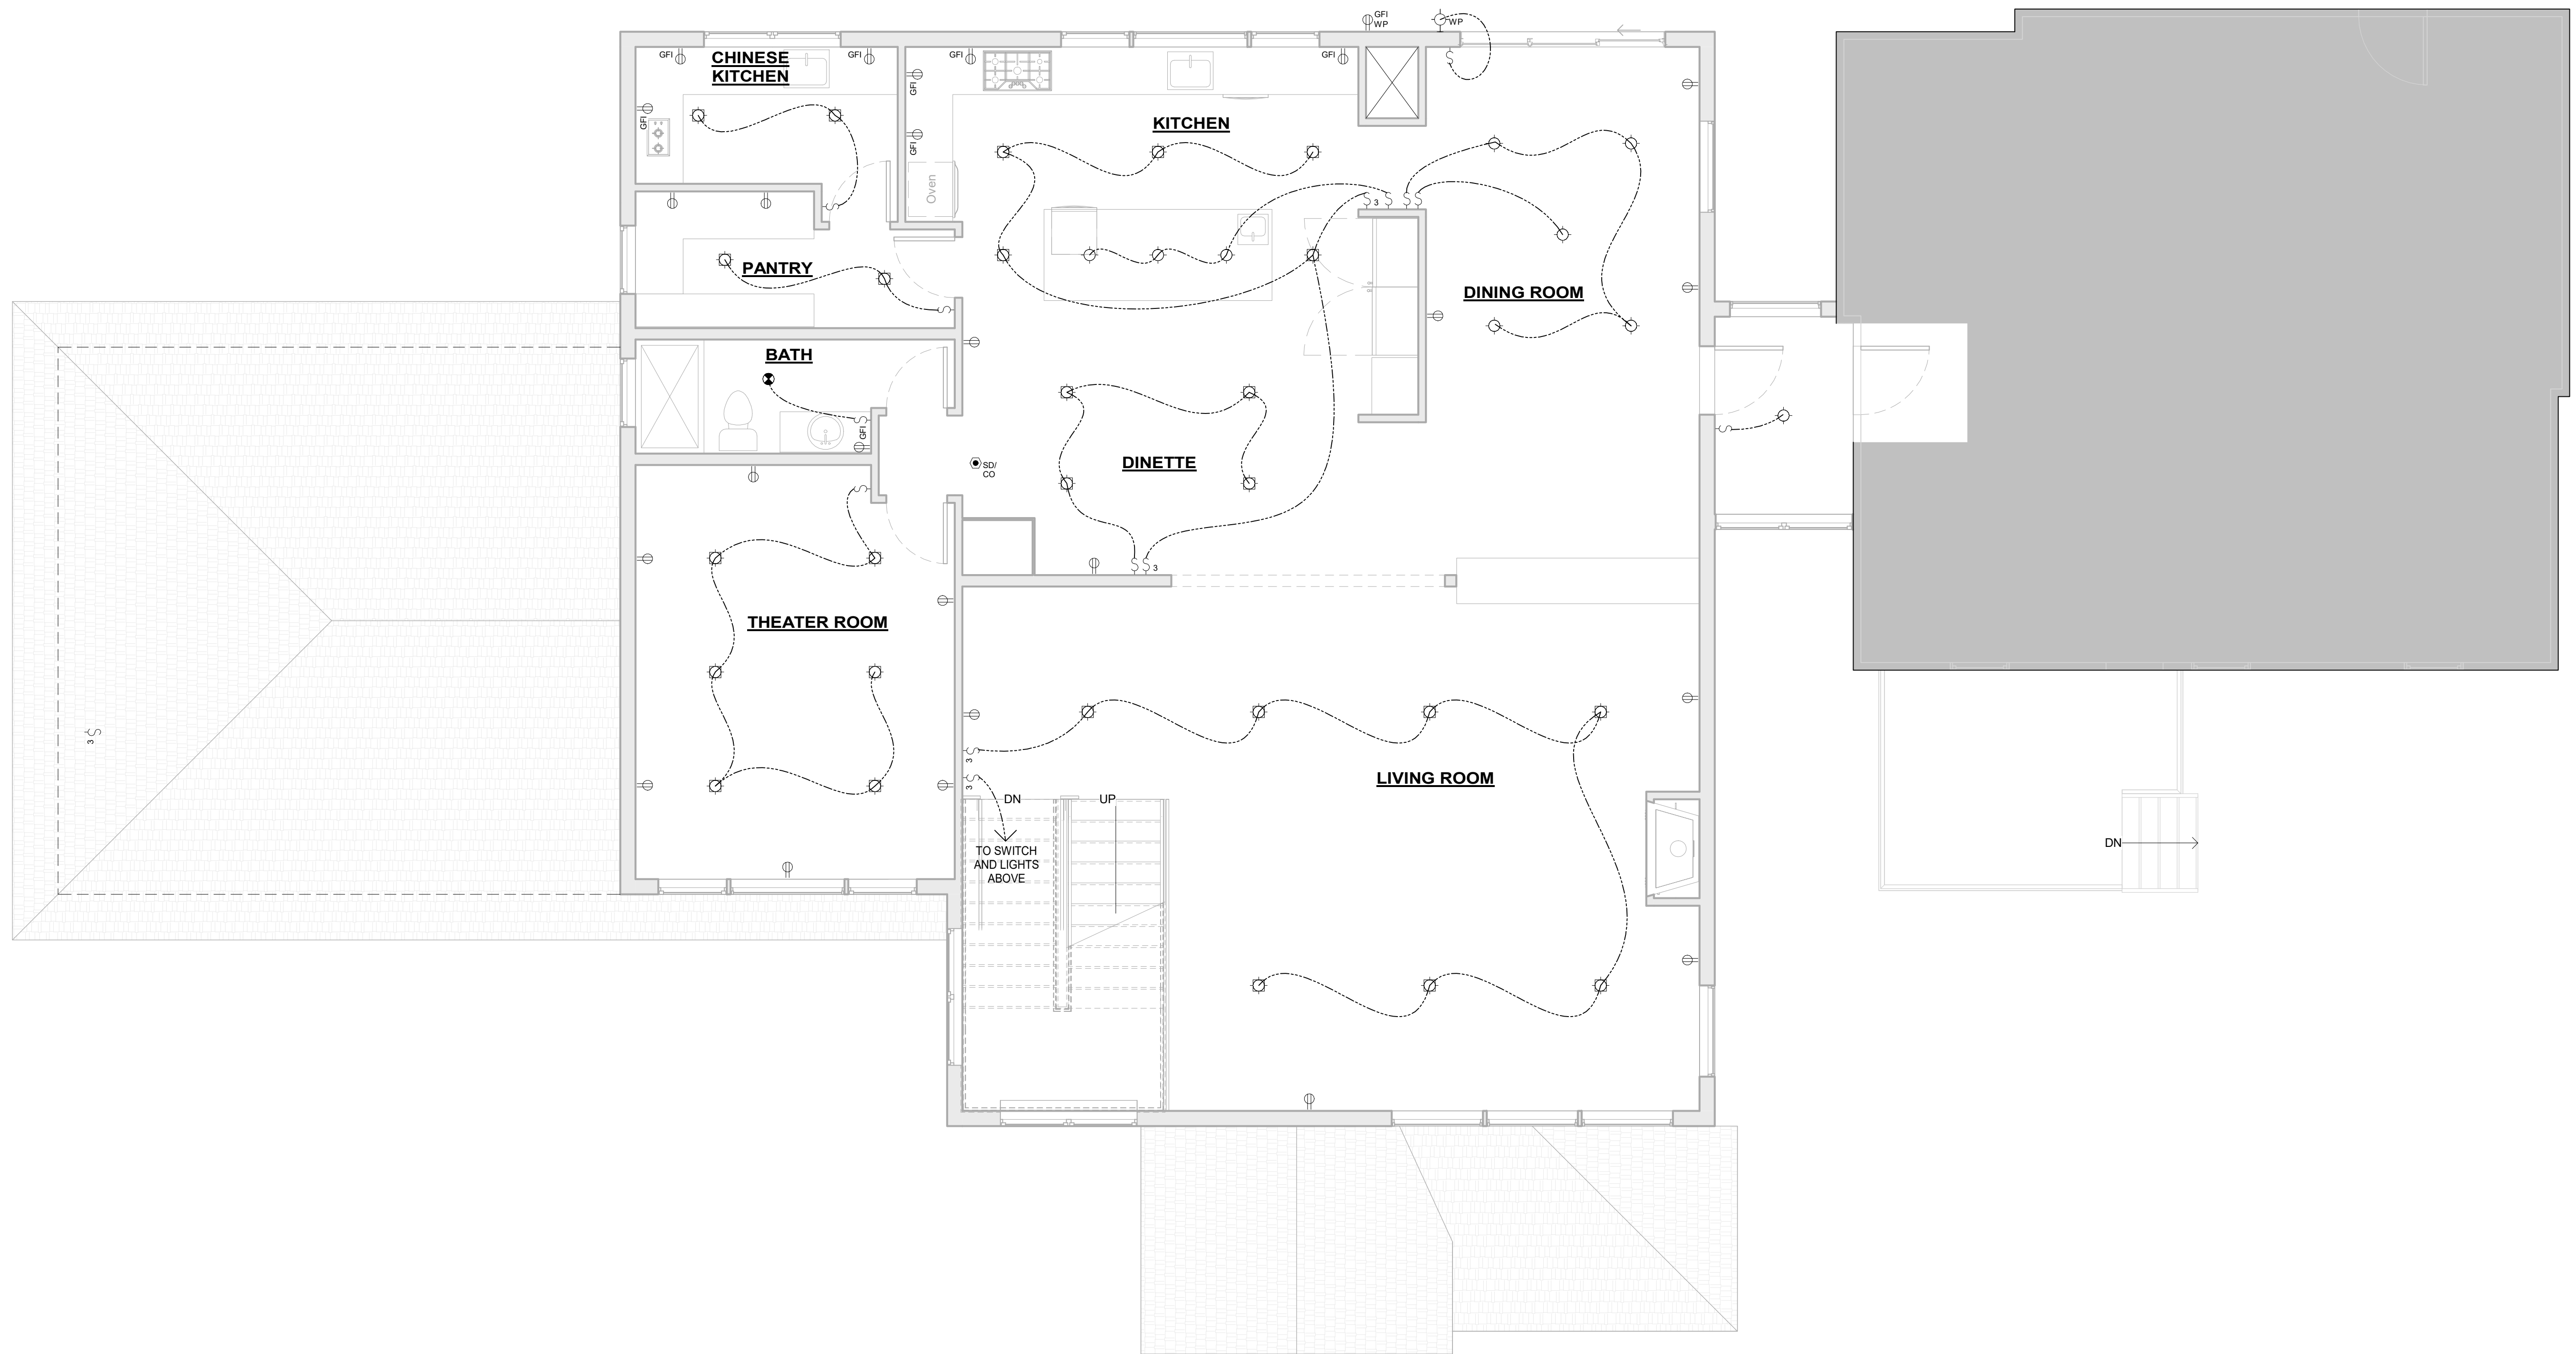 GFI
WP
WP
CHINESE
KITCHEN
GFI
GFI
GFI
GFI
GFI
GFI
GFI
KITCHEN
Oven
3
PANTRY
DINING ROOM
BATH
GFI
SD/
CO
DINETTE
3
THEATER ROOM
3
3
3
LIVING ROOM
DN
UP
TO SWITCH
AND LIGHTS
ABOVE
DN